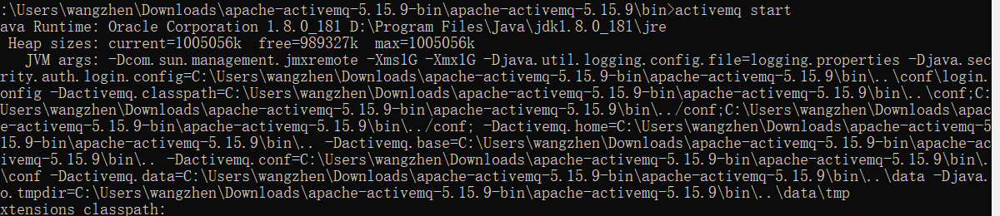 :\Users\wangzhen\Downloads\apache-activemq-5.15.9-bin\apache-activemq-5.15.9\bin>activemq start
ava Runtime: Oracle Corporation 1.8.0_181 D:\Program Files\Java\jdk1.8.0_181\jre
Heap sizes: current=1005056k  free=989327k  max=1005056k
JVM args: -Dcom.sun.management.jmxremote -Xms1G -Xmx1G -Djava.util.logging.config.file=logging.properties -Djava.sec
rity.auth.login.config=C:\Users\wangzhen\Downloads\apache-activemq-5.15.9-bin\apache-activemq-5.15.9\bin\..\conf\login.
onfig -Dactivemq.classpath=C:\Users\wangzhen\Downloads\apache-activemq-5.15.9-bin\apache-activemq-5.15.9\bin\..\conf;C:
Users\wangzhen\Downloads\apache-activemq-5.15.9-bin\apache-activemq-5.15.9\bin\../conf;C:\Users\wangzhen\Downloads\apac
e-activemq-5.15.9-bin\apache-activemq-5.15.9\bin\../conf; -Dactivemq.home=C:\Users\wangzhen\Downloads\apache-activemq-5
15.9-bin\apache-activemq-5.15.9\bin\.. -Dactivemq.base=C:\Users\wangzhen\Downloads\apache-activemq-5.15.9-bin\apache-ac
ivemq-5.15.9\bin\.. -Dactivemq.conf=C:\Users\wangzhen\Downloads\apache-activemq-5.15.9-bin\apache-activemq-5.15.9\bin\.
\conf -Dactivemq.data=C:\Users\wangzhen\Downloads\apache-activemq-5.15.9-bin\apache-activemq-5.15.9\bin\..\data -Djava.
o.tmpdir=C:\Users\wangzhen\Downloads\apache-activemq-5.15.9-bin\apache-activemq-5.15.9\bin\..\data\tmp
xtensions classpath: